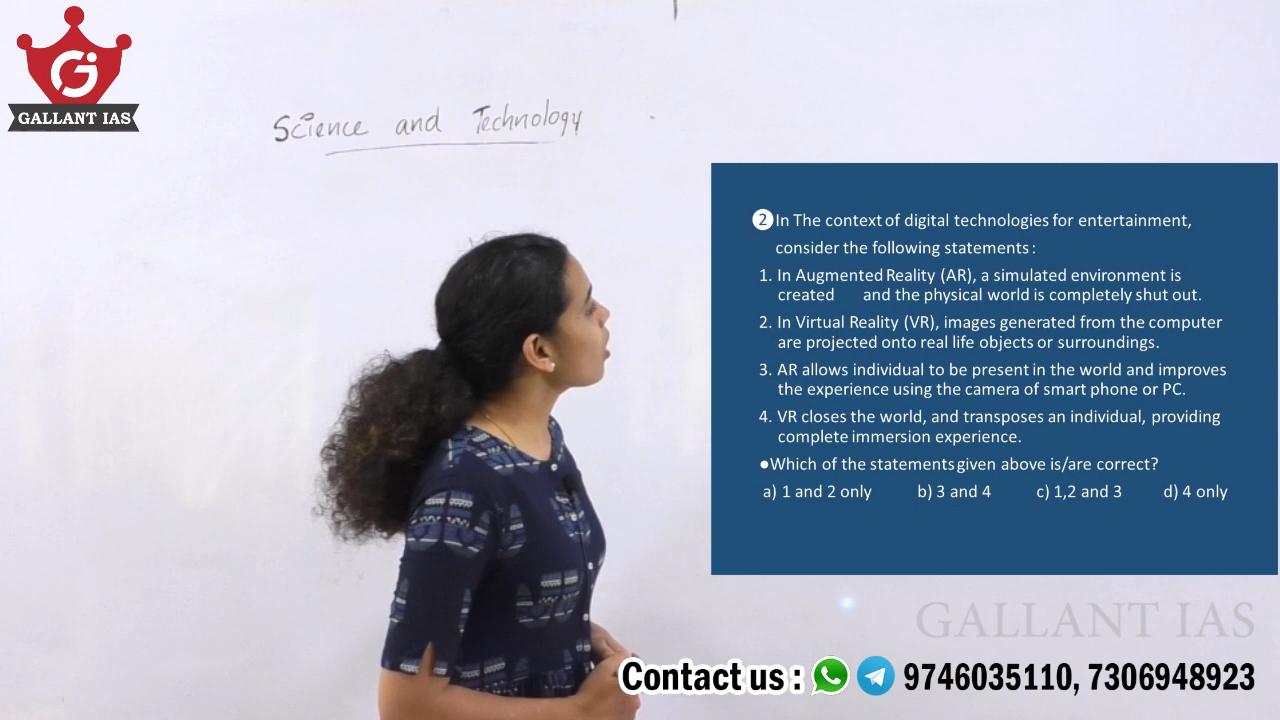 GALLANT IAS
Science and Technology
2 In The context of digital technologies for entertainment,
consider the following statements :
1. In Augmented Reality (AR), a simulated environment is
created and the physical world is completely shut out.
2. In Virtual Reality (VR), images generated from the computer
are projected onto real life objects or surroundings.
3. AR allows individual to be present in the world and improves
the experience using the camera of smart phone or PC.
4. VR closes the world, and transposes an individual, providing
complete immersion experience.
●Which of the statements given above is/are correct?
a) 1 and 2 only b) 3 and 4 c) 1,2 and 3 d) 4 only
GALLANT IAS
Contact us : 9746035110, 7306948923